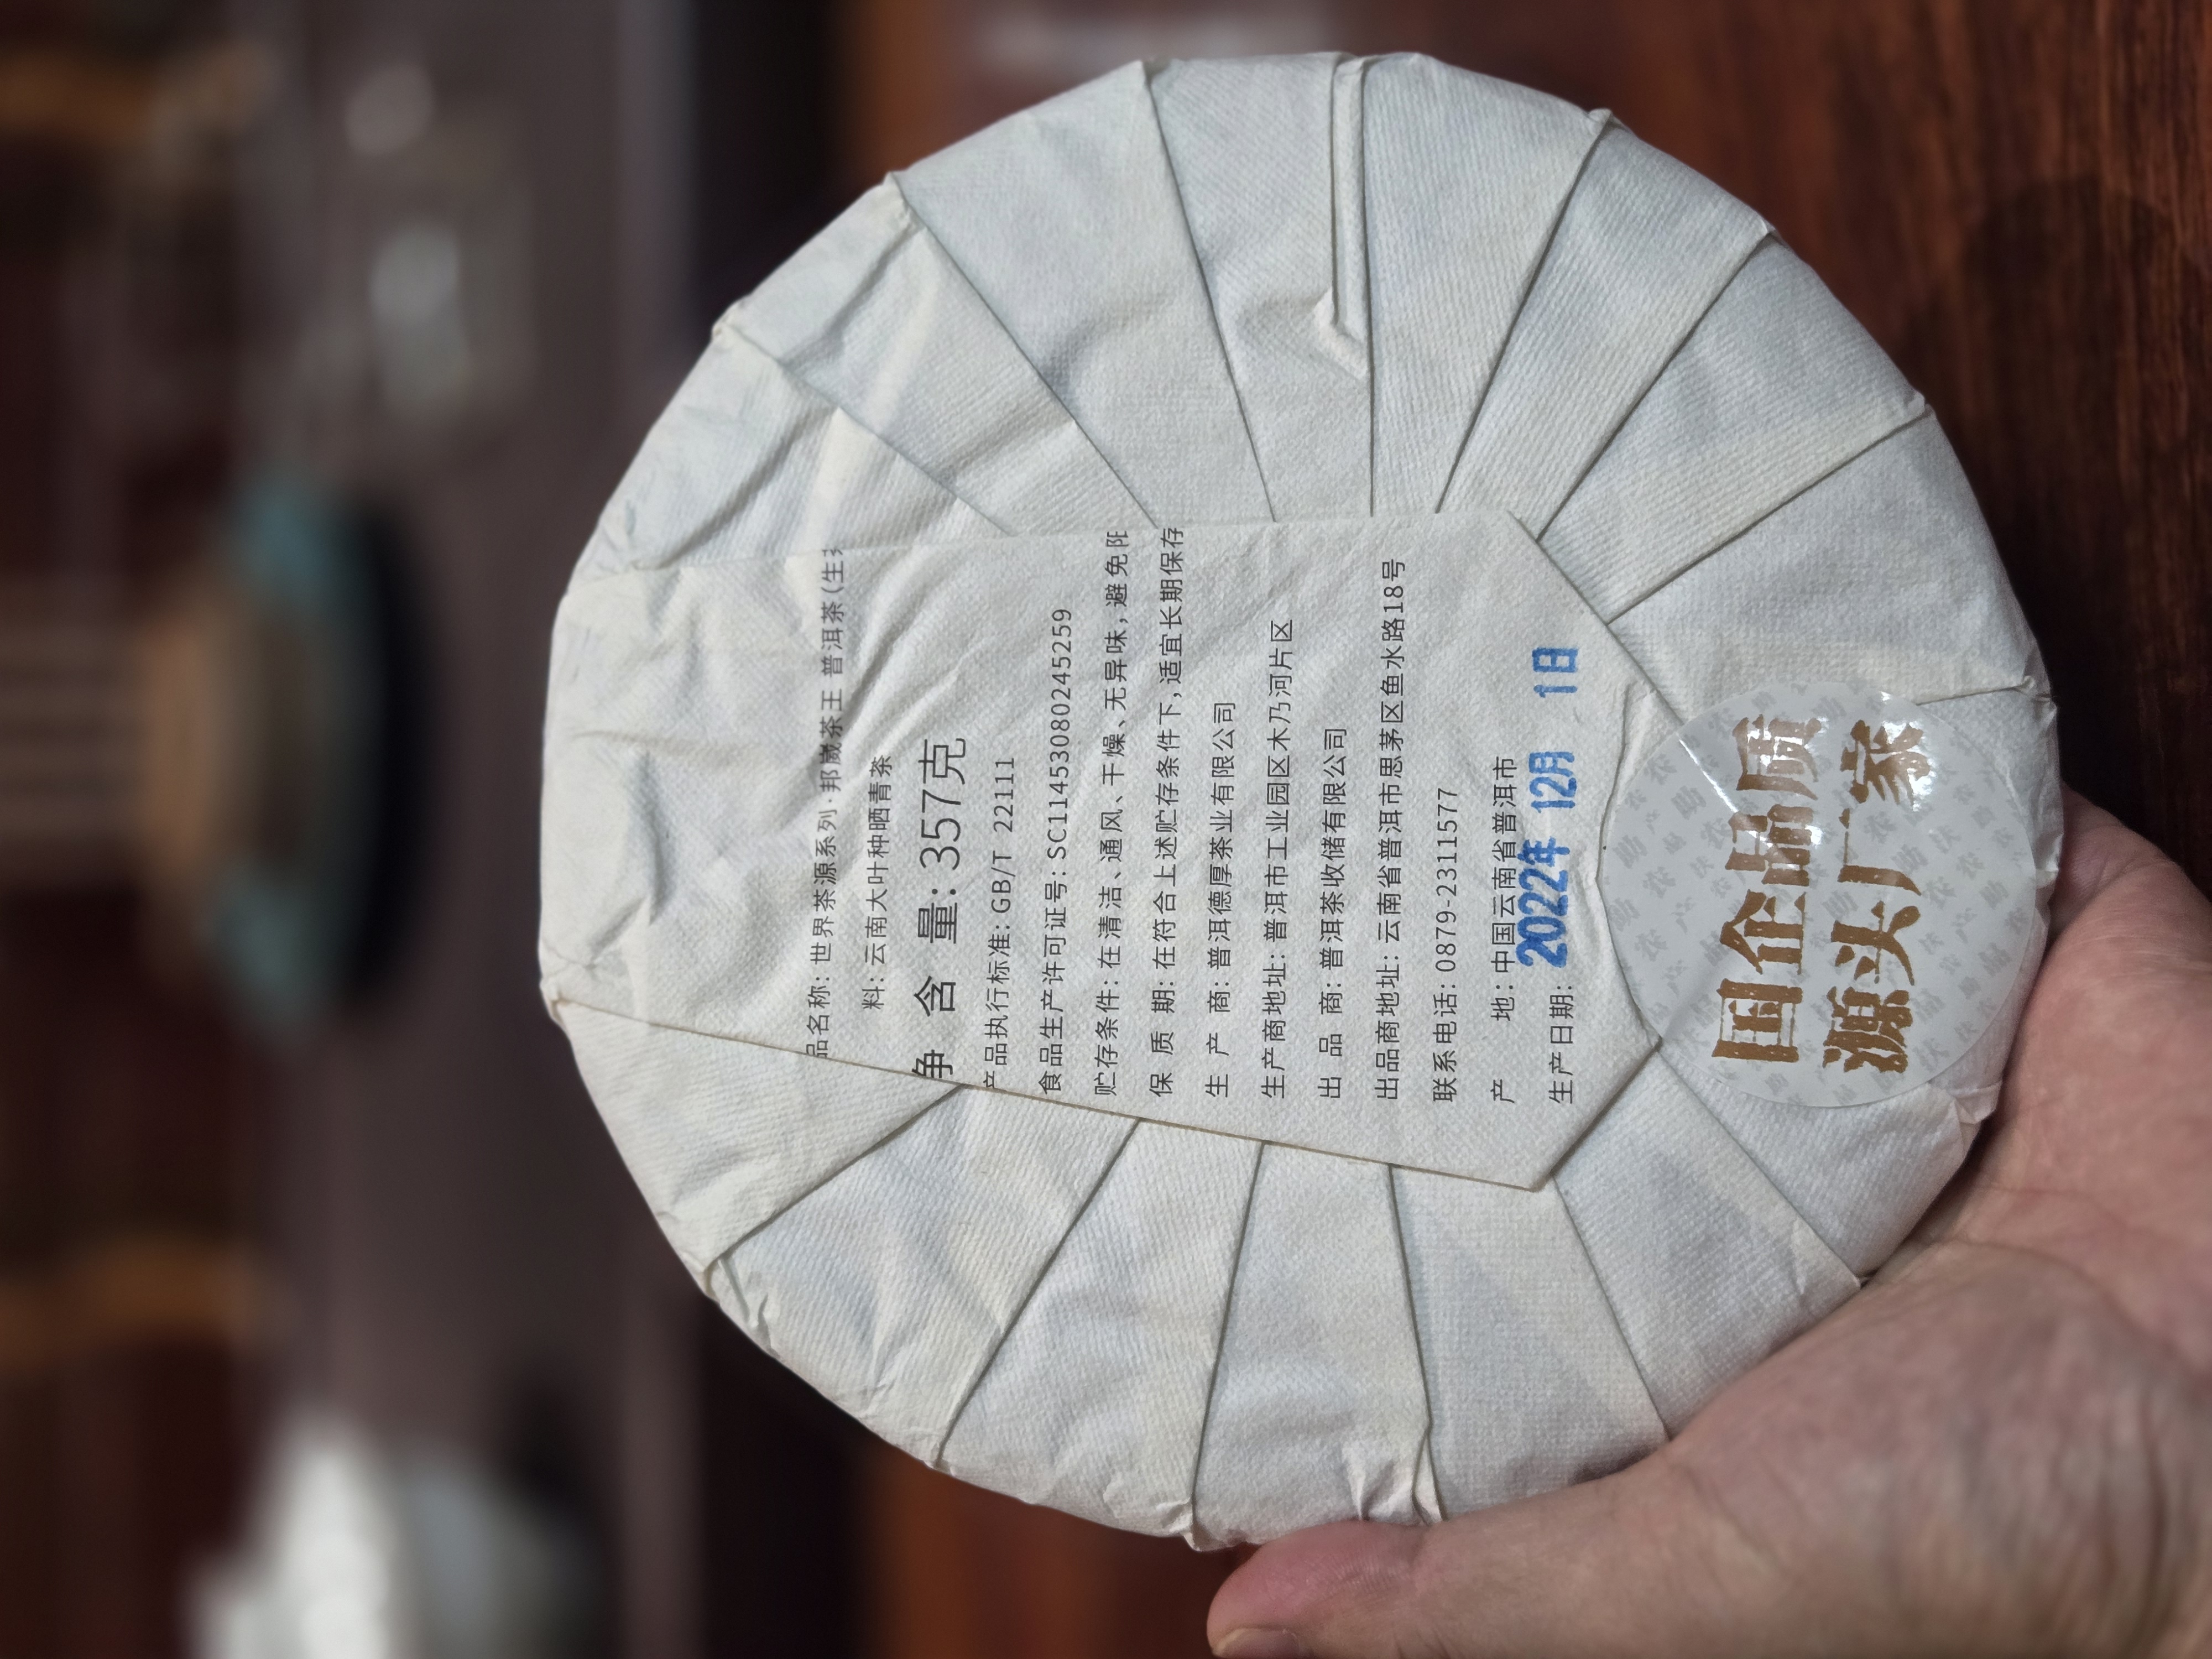 品名称: 世界茶源系列·邦崴茶王 普洱茶(生
料: 云南大叶种晒青茶
净 含 量: 357克
产品执行标准: GB/T 22111
食品生产许可证号: SC11453080245259
贮存条件: 在清洁、通风、干燥、无异味, 避免阳
保 质 期: 在符合上述贮存条件下, 适宜长期保存
生 产 商: 普洱德厚茶业有限公司
生产商地址: 普洱市工业园区木乃河片区
出 品 商: 普洱茶收储有限公司
出品商地址: 云南省普洱市思茅区鱼水路18号
联系电话: 0879-2311577
产 地: 中国云南省普洱市
生产日期: 2022年 12月 1日
国企品质
源头厂家